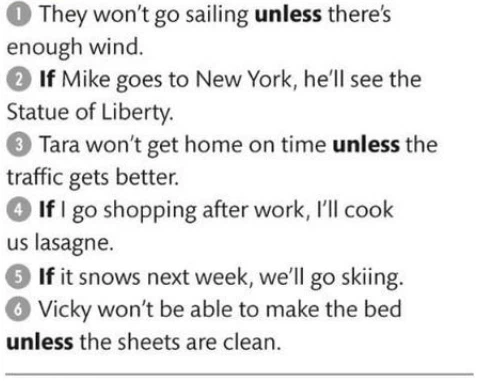 1 They won't go sailing unless there's
enough wind.
2 If Mike goes to New York, he'll see the
Statue of Liberty.
3 Tara won't get home on time unless the
traffic gets better.
4 If I go shopping after work, I'll cook
us lasagne.
5 If it snows next week, we'll go skiing.
6 Vicky won't be able to make the bed
unless the sheets are clean.